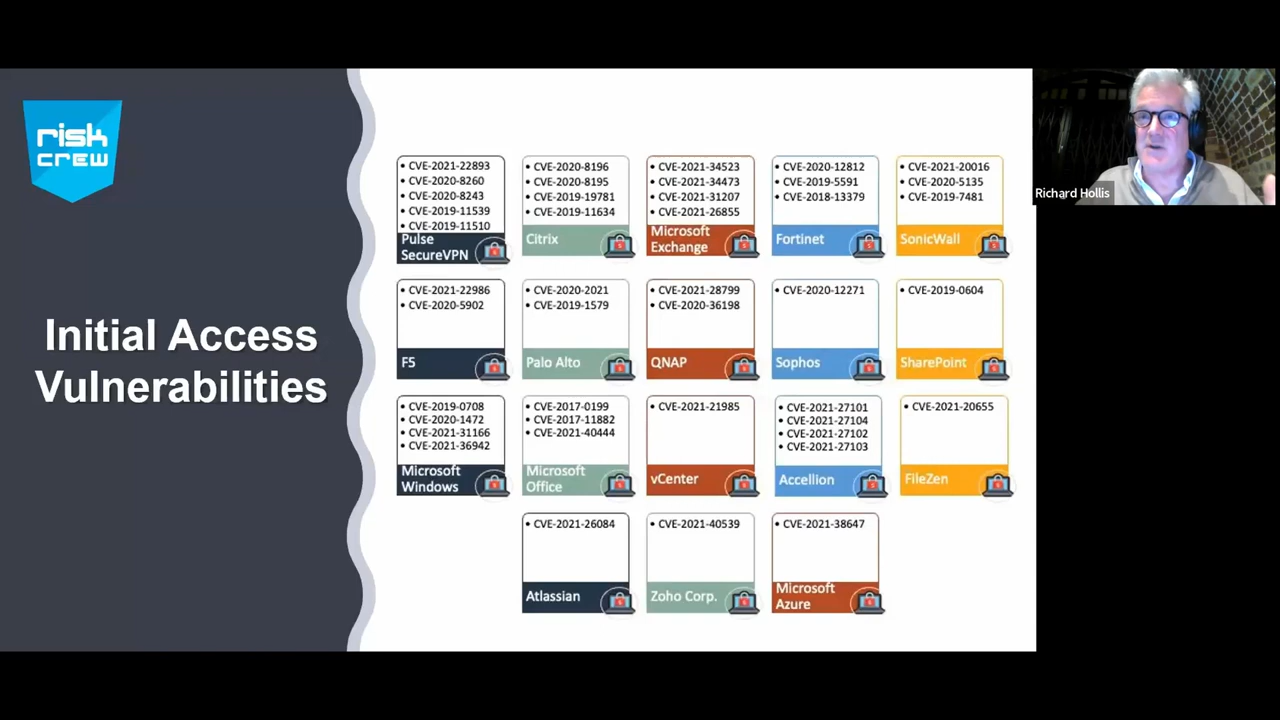 risk
crew
Initial Access
Vulnerabilities
• CVE-2021-22893
• CVE-2020-8260
• CVE-2020-8243
• CVE-2019-11539
• CVE-2019-11510
Pulse
SecureVPN
• CVE-2020-8196
• CVE-2020-8195
• CVE-2019-19781
• CVE-2019-11634
Citrix
• CVE-2021-34523
• CVE-2021-34473
• CVE-2021-31207
• CVE-2021-26855
Microsoft
Exchange
• CVE-2020-12812
• CVE-2019-5591
• CVE-2018-13379
Fortinet
• CVE-2021-20016
• CVE-2020-5135
• CVE-2019-7481
SonicWall
• CVE-2021-22986
• CVE-2020-5902
F5
• CVE-2020-2021
• CVE-2019-1579
Palo Alto
• CVE-2021-28799
• CVE-2020-36198
QNAP
• CVE-2020-12271
Sophos
• CVE-2019-0604
SharePoint
• CVE-2019-0708
• CVE-2020-1472
• CVE-2021-31166
• CVE-2021-36942
Microsoft
Windows
• CVE-2017-0199
• CVE-2017-11882
• CVE-2021-40444
Microsoft
Office
• CVE-2021-21985
vCenter
• CVE-2021-27101
• CVE-2021-27104
• CVE-2021-27102
• CVE-2021-27103
Accellion
• CVE-2021-20655
FileZen
• CVE-2021-26084
Atlassian
• CVE-2021-40539
Zoho Corp.
• CVE-2021-38647
Microsoft
Azure
Richard Hollis